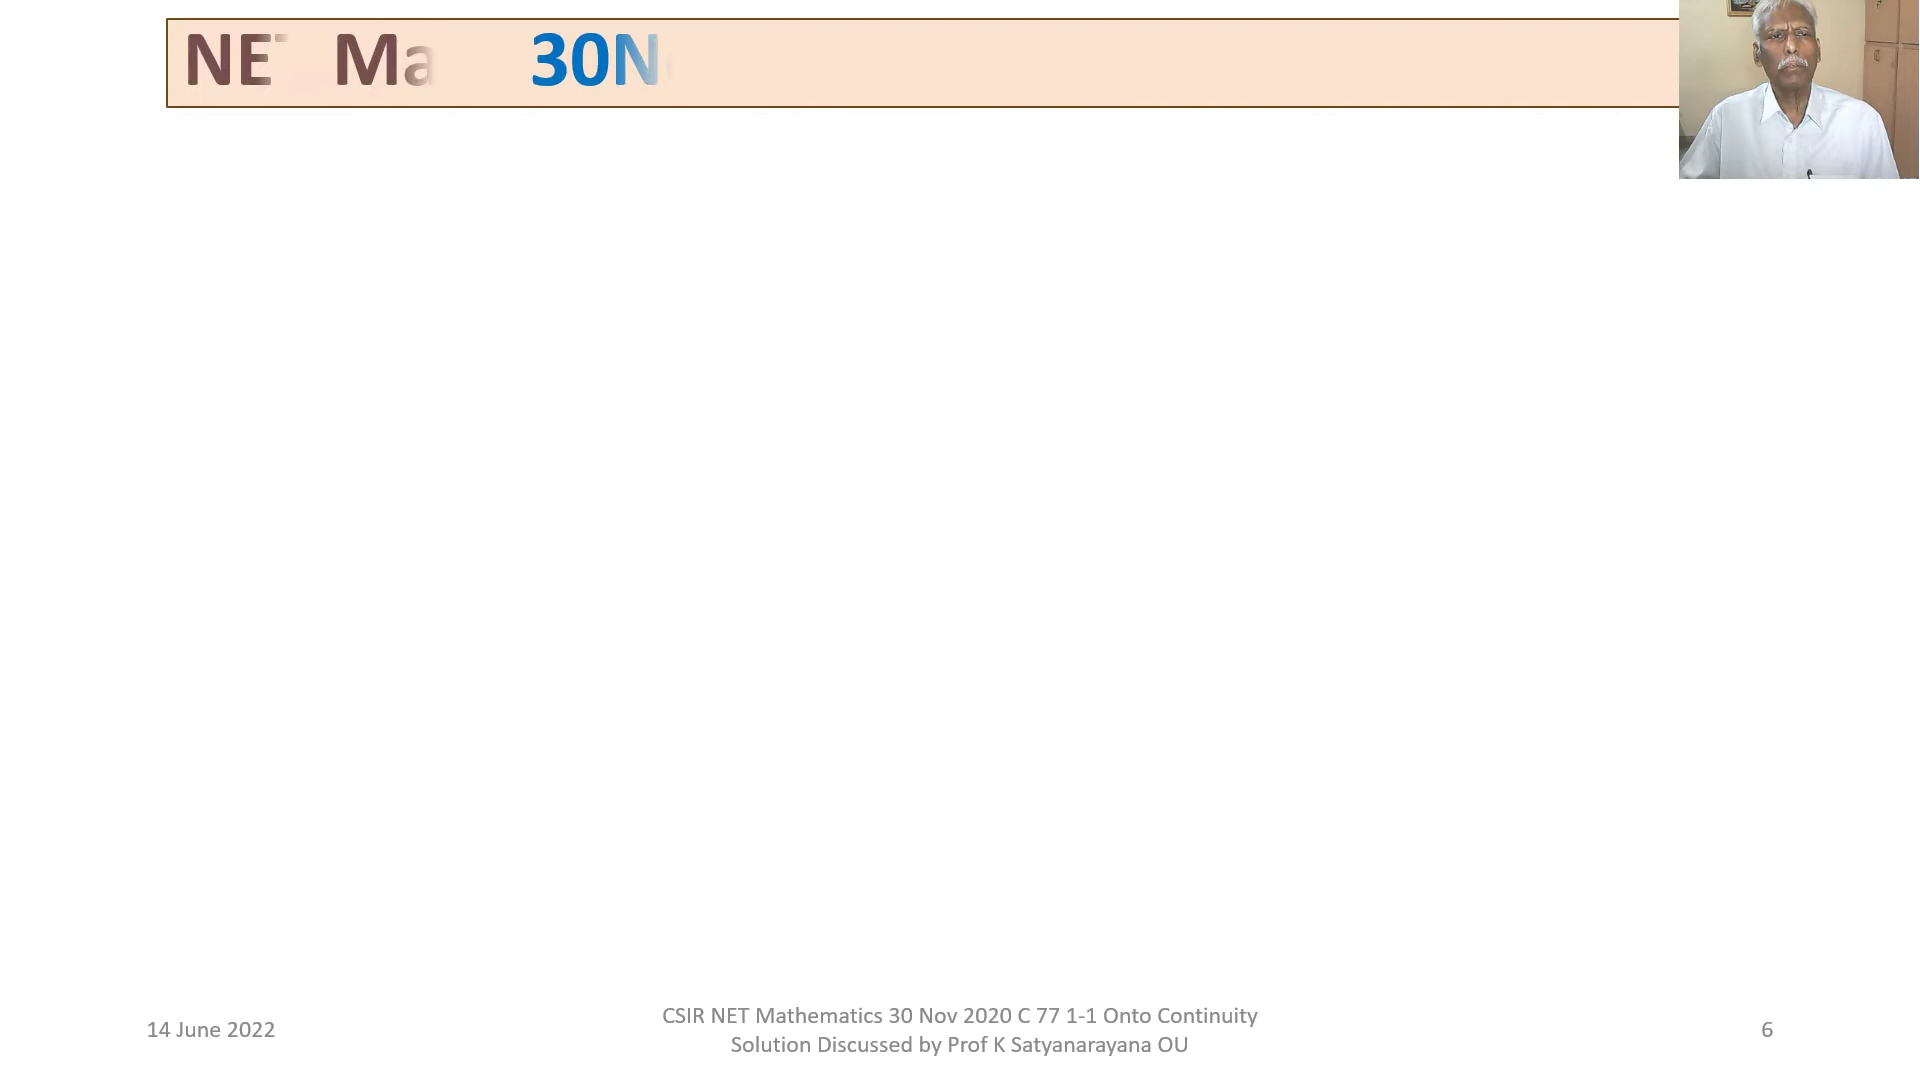 NE Ma 30N
14 June 2022
CSIR NET Mathematics 30 Nov 2020 C 77 1-1 Onto Continuity
Solution Discussed by Prof K Satyanarayana OU
6